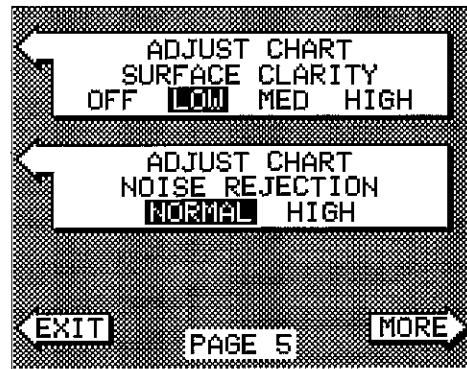 ADJUST CHART
SURFACE CLARITY
OFF LOW MED HIGH
ADJUST CHART
NOISE REJECTION
NORMAL HIGH
EXIT
MORE
PAGE 5